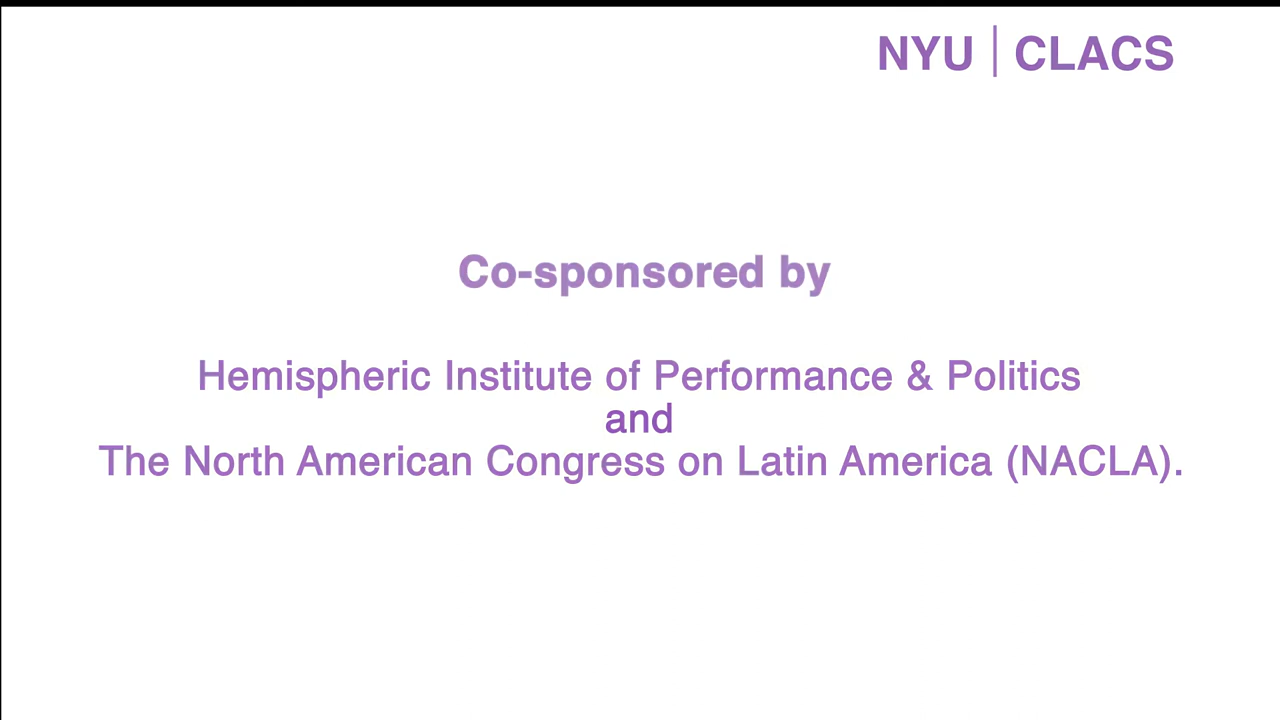 NYU | CLACS
Co-sponsored by
Hemispheric Institute of Performance & Politics
and
The North American Congress on Latin America (NACLA).